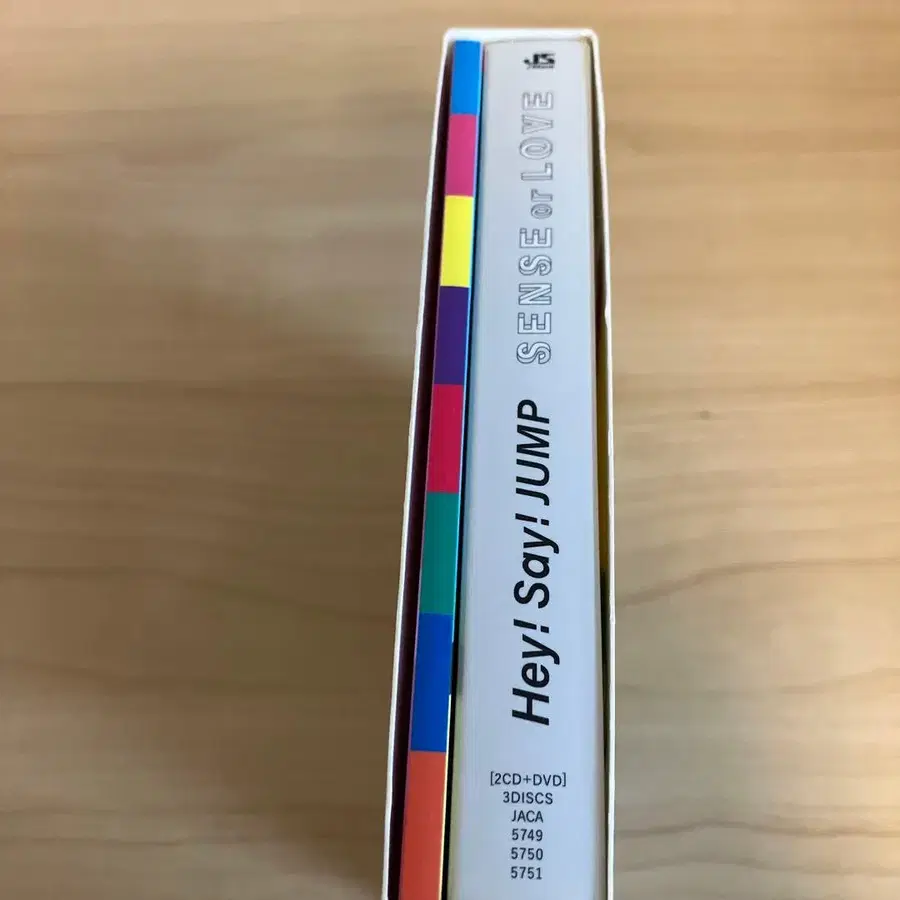 JS
SENSE or LOVE
Hey! Say! JUMP
[2CD+DVD]
3DISCS
JACA
5749
5750
5751